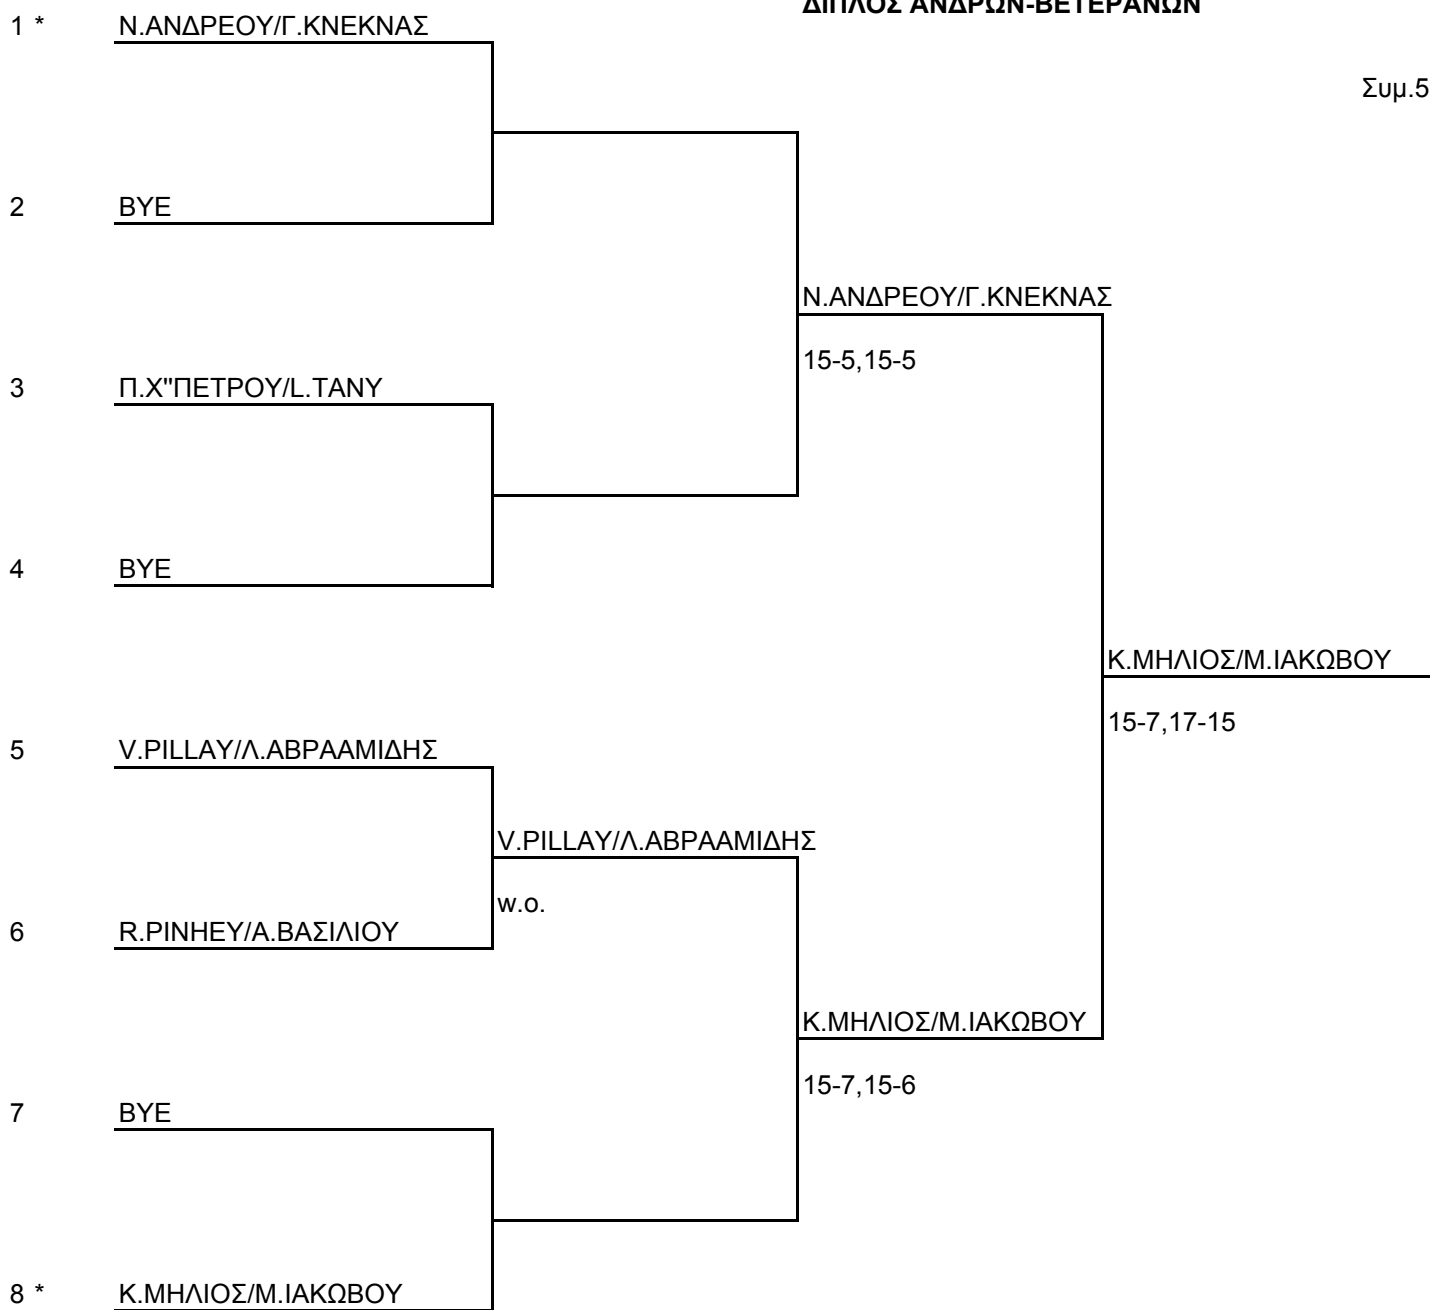 ΔΙΠΛΟΣ ΑΝΔΡΩΝ-ΒΕΤΕΡΑΝΩΝ
1 * Ν.ΑΝΔΡΕΟΥ/Γ.ΚΝΕΚΝΑΣ
Συμ.5
2 BYE
Ν.ΑΝΔΡΕΟΥ/Γ.ΚΝΕΚΝΑΣ
15-5,15-5
3 Π.Χ"ΠΕΤΡΟΥ/L.TANY
4 BYE
Κ.ΜΗΛΙΟΣ/Μ.ΙΑΚΩΒΟΥ
15-7,17-15
5 V.PILLAY/Λ.ΑΒΡΑΑΜΙΔΗΣ
V.PILLAY/Λ.ΑΒΡΑΑΜΙΔΗΣ
w.o.
6 R.PINHEY/Α.ΒΑΣΙΛΙΟΥ
Κ.ΜΗΛΙΟΣ/Μ.ΙΑΚΩΒΟΥ
15-7,15-6
7 BYE
8 * Κ.ΜΗΛΙΟΣ/Μ.ΙΑΚΩΒΟΥ